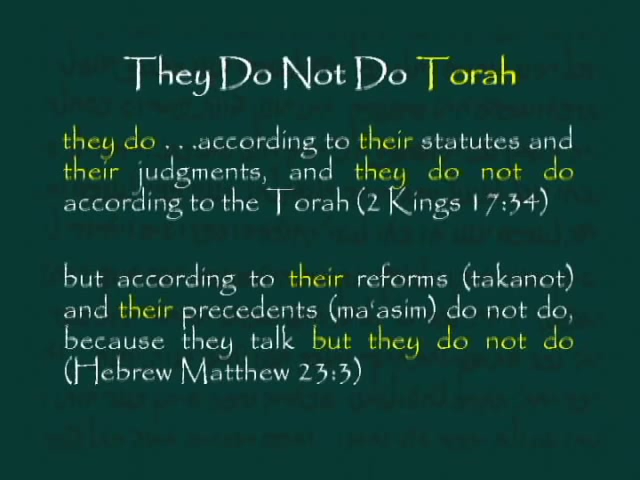 They Do Not Do Torah
they do . . .according to their statutes and
their judgments, and they do not do
according to the Torah (2 Kings 17:34)
but according to their reforms (takanot)
and their precedents (ma‘asim) do not do,
because they talk but they do not do
(Hebrew Matthew 23:3)